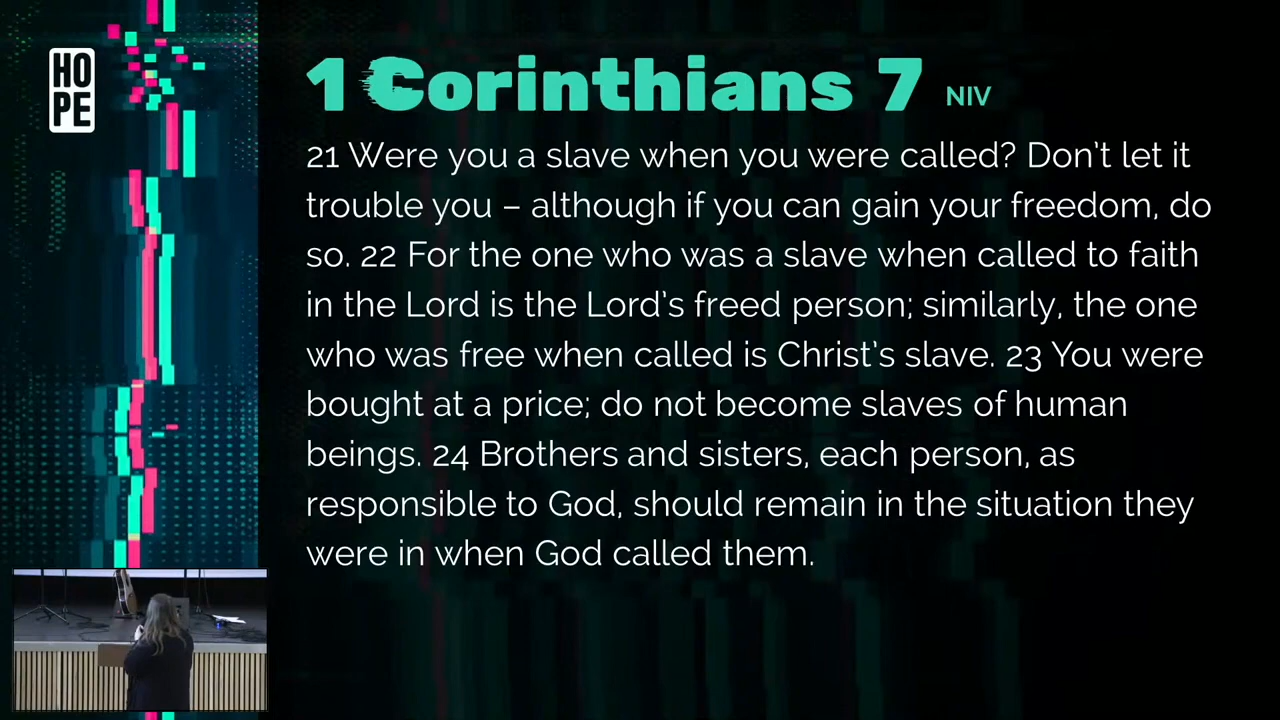 HO
PE
1 Corinthians 7 NIV
21 Were you a slave when you were called? Don't let it
trouble you – although if you can gain your freedom, do
so. 22 For the one who was a slave when called to faith
in the Lord is the Lord's freed person; similarly, the one
who was free when called is Christ's slave. 23 You were
bought at a price; do not become slaves of human
beings. 24 Brothers and sisters, each person, as
responsible to God, should remain in the situation they
were in when God called them.